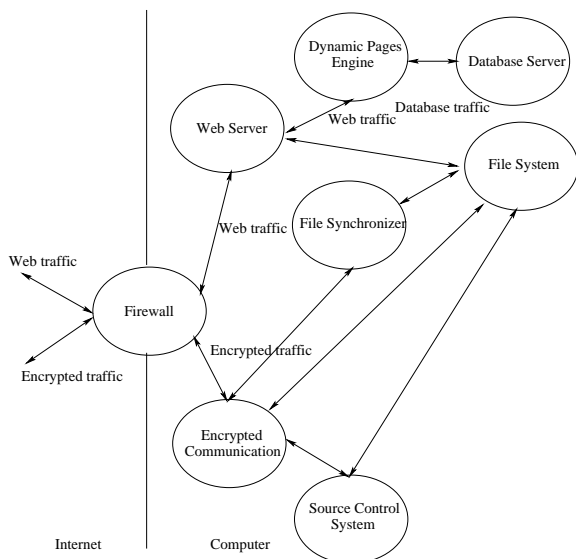 Dynamic Pages
Engine
Database Server
Database traffic
Web traffic
Web Server
File System
File Synchronizer
Web traffic
Web traffic
Firewall
Encrypted traffic
Encrypted traffic
Encrypted
Communication
Source Control
System
Internet
Computer